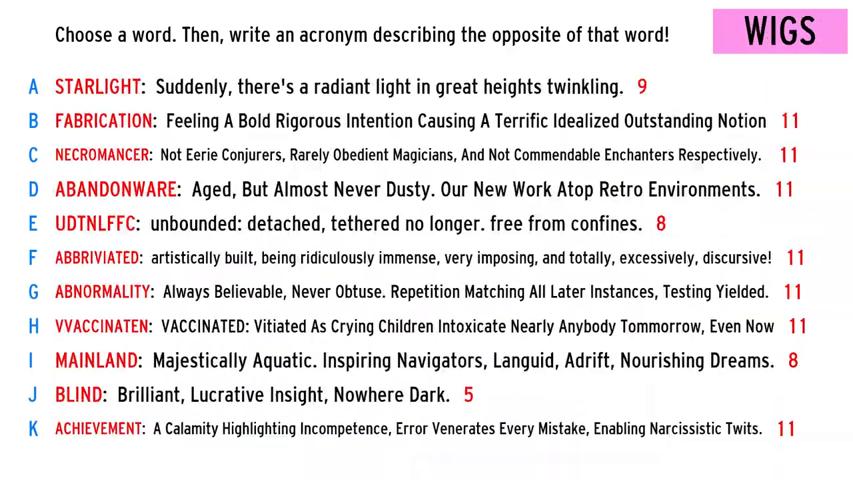 Choose a word. Then, write an acronym describing the opposite of that word!
WIGS
A STARLIGHT: Suddenly, there's a radiant light in great heights twinkling. 9
B FABRICATION: Feeling A Bold Rigorous Intention Causing A Terrific Idealized Outstanding Notion 11
C NECROMANCER: Not Eerie Conjurers, Rarely Obedient Magicians, And Not Commendable Enchanters Respectively. 11
D ABANDONWARE: Aged, But Almost Never Dusty. Our New Work Atop Retro Environments. 11
E UDTNLFFC: unbounded: detached, tethered no longer. free from confines. 8
F ABBRIVIATED: artistically built, being ridiculously immense, very imposing, and totally, excessively, discursive! 11
G ABNORMALITY: Always Believable, Never Obtuse. Repetition Matching All Later Instances, Testing Yielded. 11
H VVACCINATEN: VACCINATED: Vitiated As Crying Children Intoxicate Nearly Anybody Tommorrow, Even Now 11
I MAINLAND: Majestically Aquatic. Inspiring Navigators, Languid, Adrift, Nourishing Dreams. 8
J BLIND: Brilliant, Lucrative Insight, Nowhere Dark. 5
K ACHIEVEMENT: A Calamity Highlighting Incompetence, Error Venerates Every Mistake, Enabling Narcissistic Twits. 11